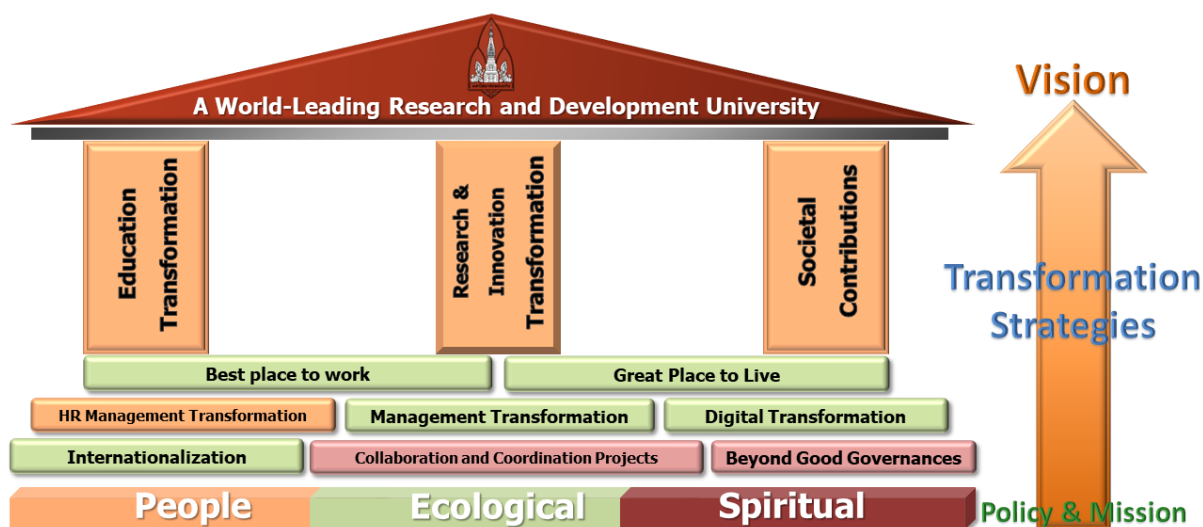 A World-Leading Research and Development University
Education
Transformation
Research &
Innovation
Transformation
Societal
Contributions
Best place to work
Great Place to Live
HR Management Transformation
Management Transformation
Digital Transformation
Internationalization
Collaboration and Coordination Projects
Beyond Good Governances
People
Ecological
Spiritual
Vision
Transformation
Strategies
Policy & Mission